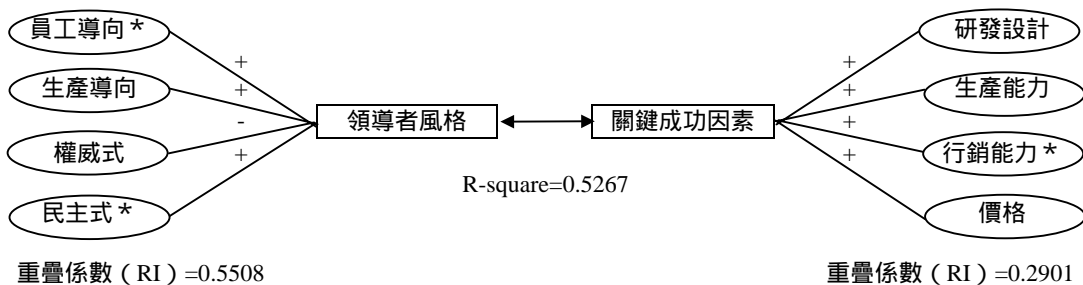 員工導向*
+
生產導向
+
-
權威式
+
民主式*
領導者風格
關鍵成功因素
R-square=0.5267
研發設計
+
生產能力
+
+
行銷能力*
+
價格
重疊係數（RI）=0.5508
重疊係數（RI）=0.2901